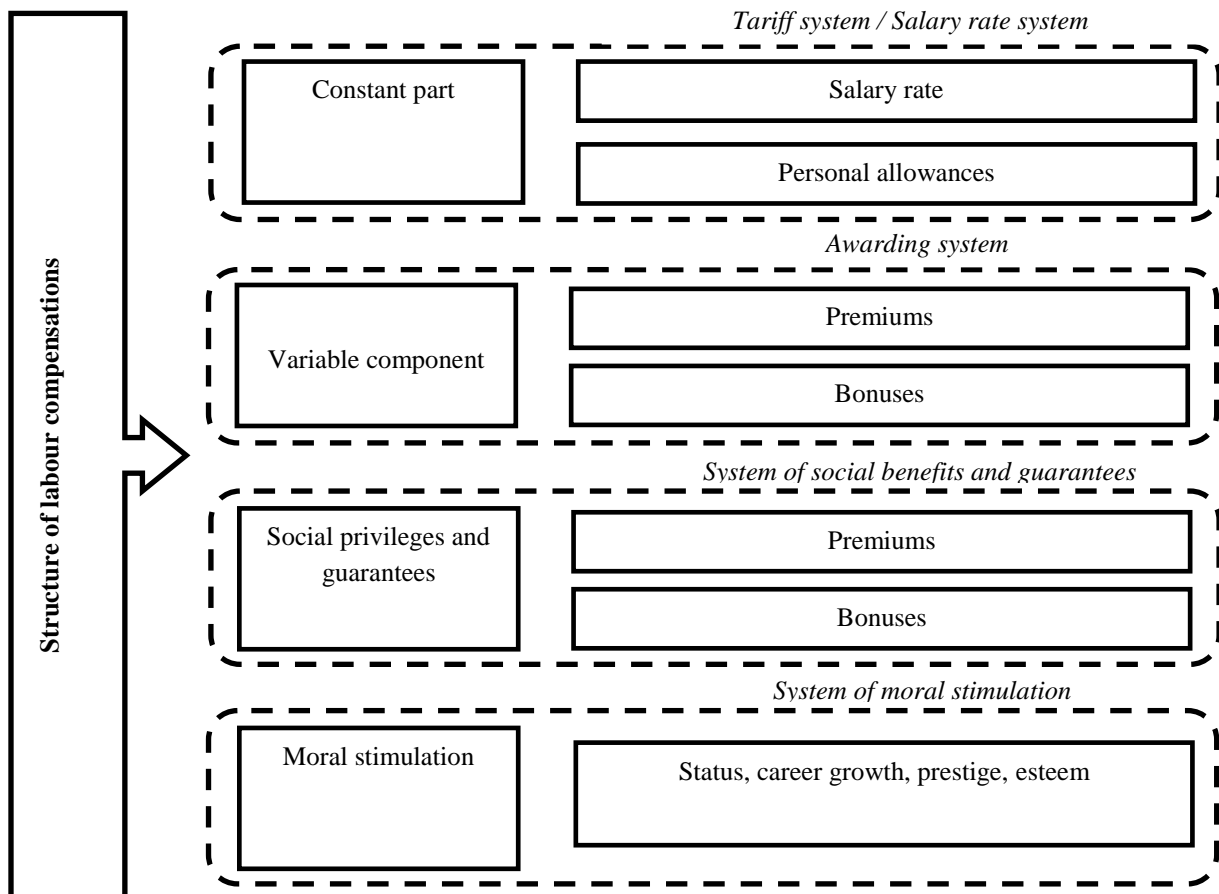 Structure of labour compensations
Tariff system / Salary rate system
Constant part
Salary rate
Personal allowances
Awarding system
Variable component
Premiums
Bonuses
System of social benefits and guarantees
Social privileges and
guarantees
Premiums
Bonuses
System of moral stimulation
Moral stimulation
Status, career growth, prestige, esteem